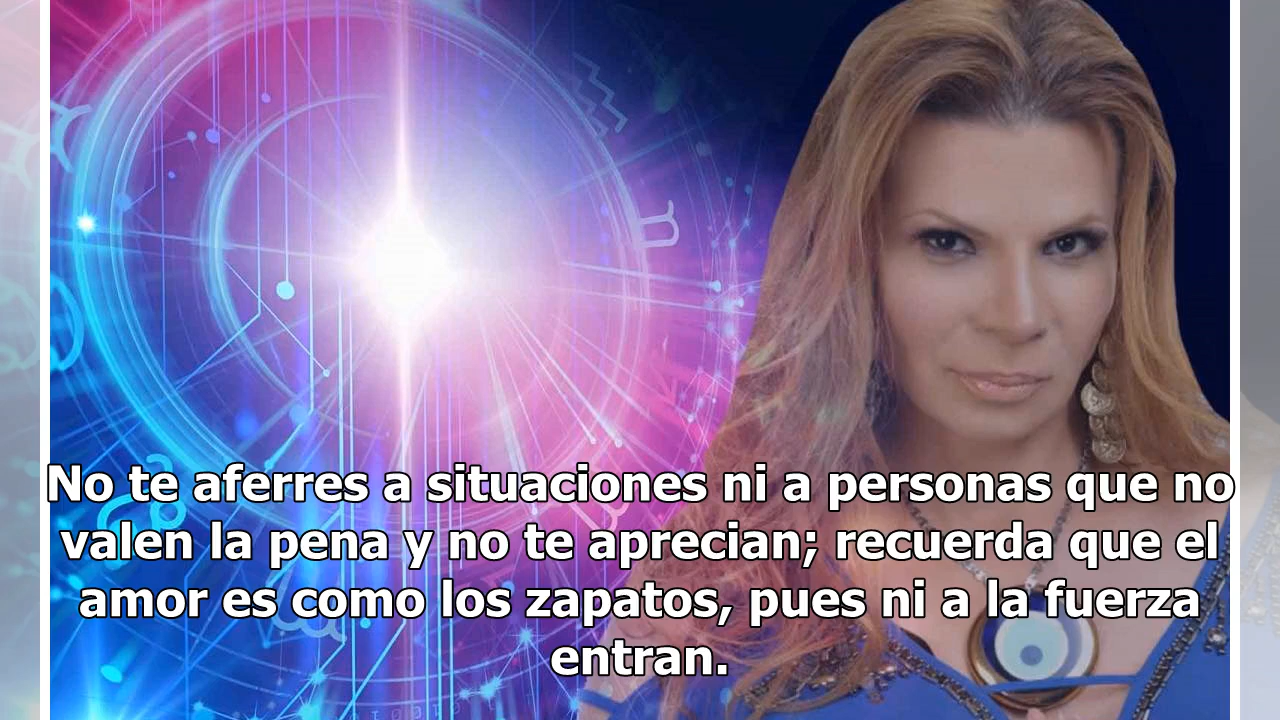 No te aferres a situaciones ni a personas que no
valen la pena y no te aprecian; recuerda que el
amor es como los zapatos, pues ni a la fuerza
entran.